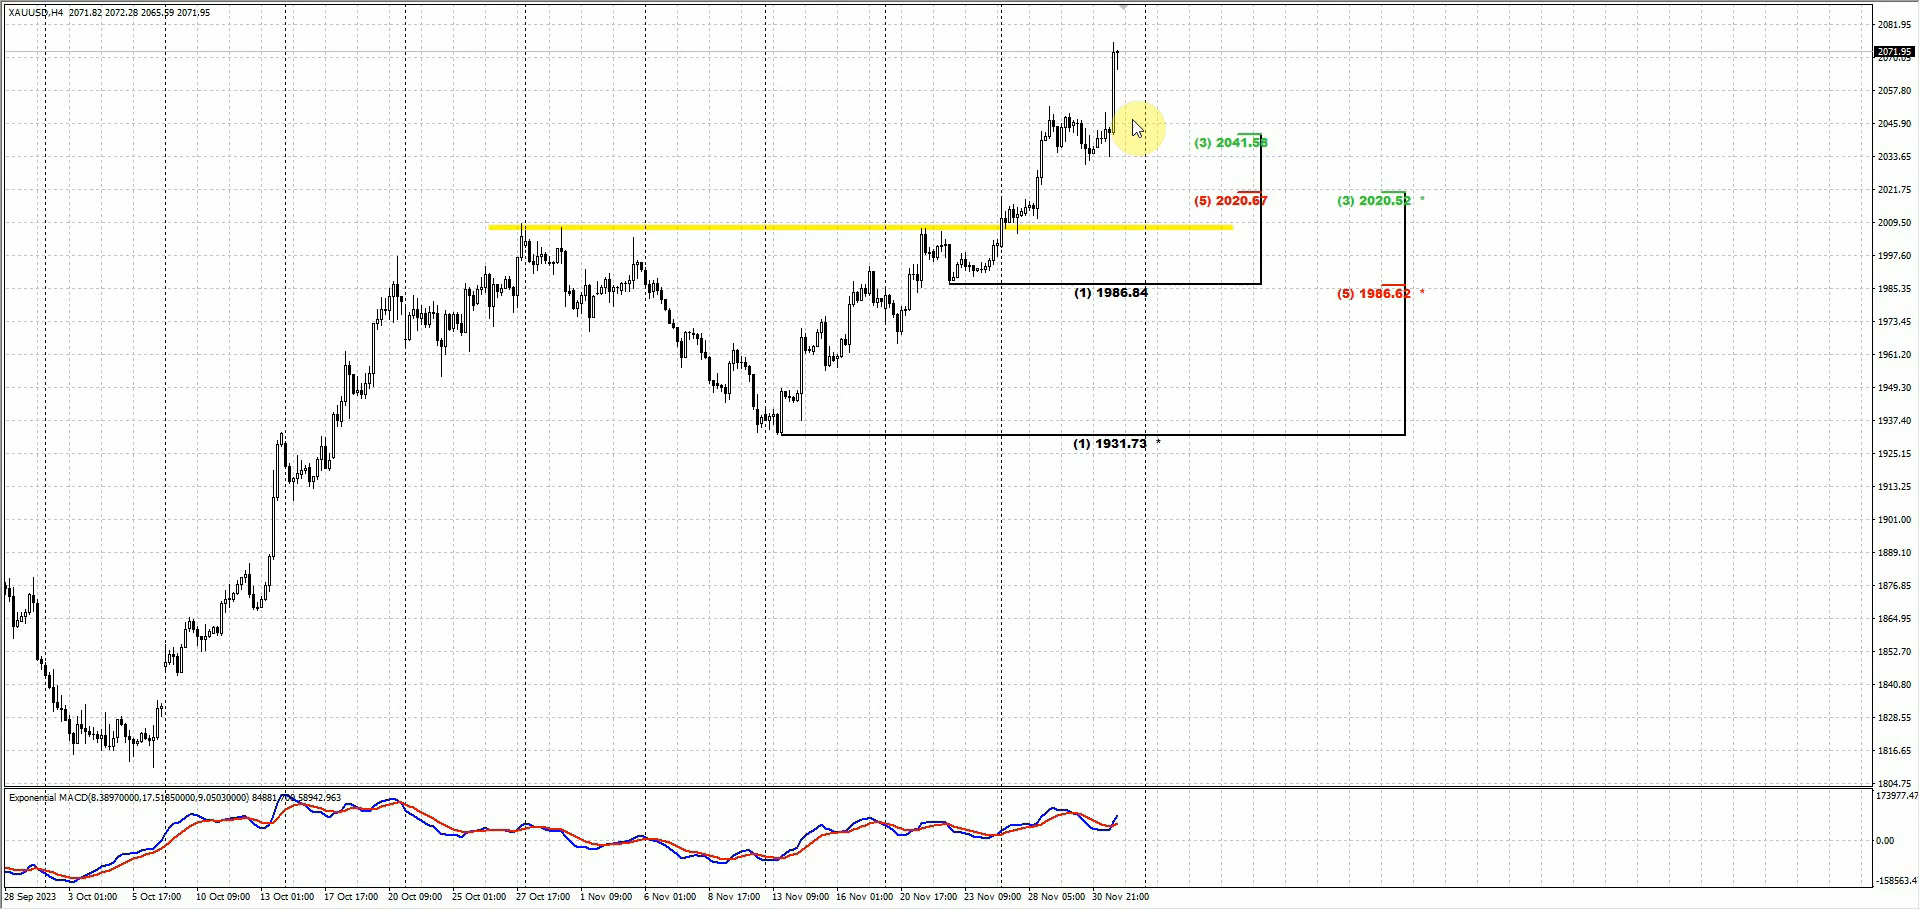 XAUUSD,H4 2071.82 2072.28 2065.59 2071.95
2081.95
2071.95
2070.05
2057.80
2045.90
2033.65
2021.75
2009.50
1997.60
1985.35
1973.45
1961.20
1949.30
1937.40
1925.15
1913.25
1901.00
1889.10
1876.85
1864.95
1852.70
1840.80
1828.55
1816.65
1804.75
(3) 2041.58
(5) 2020.67
(3) 2020.52 *
(1) 1986.84
(5) 1986.62 *
(1) 1931.73 *
Exponential MACD(8.38970000,17.51850000,9.05030000) 84881 58942.963
173977.47
0.00
-158563.4
28 Sep 2023
3 Oct 01:00
5 Oct 17:00
10 Oct 09:00
13 Oct 01:00
17 Oct 17:00
20 Oct 09:00
25 Oct 01:00
27 Oct 17:00
1 Nov 09:00
6 Nov 01:00
8 Nov 17:00
13 Nov 09:00
16 Nov 01:00
20 Nov 17:00
23 Nov 09:00
28 Nov 05:00
30 Nov 21:00